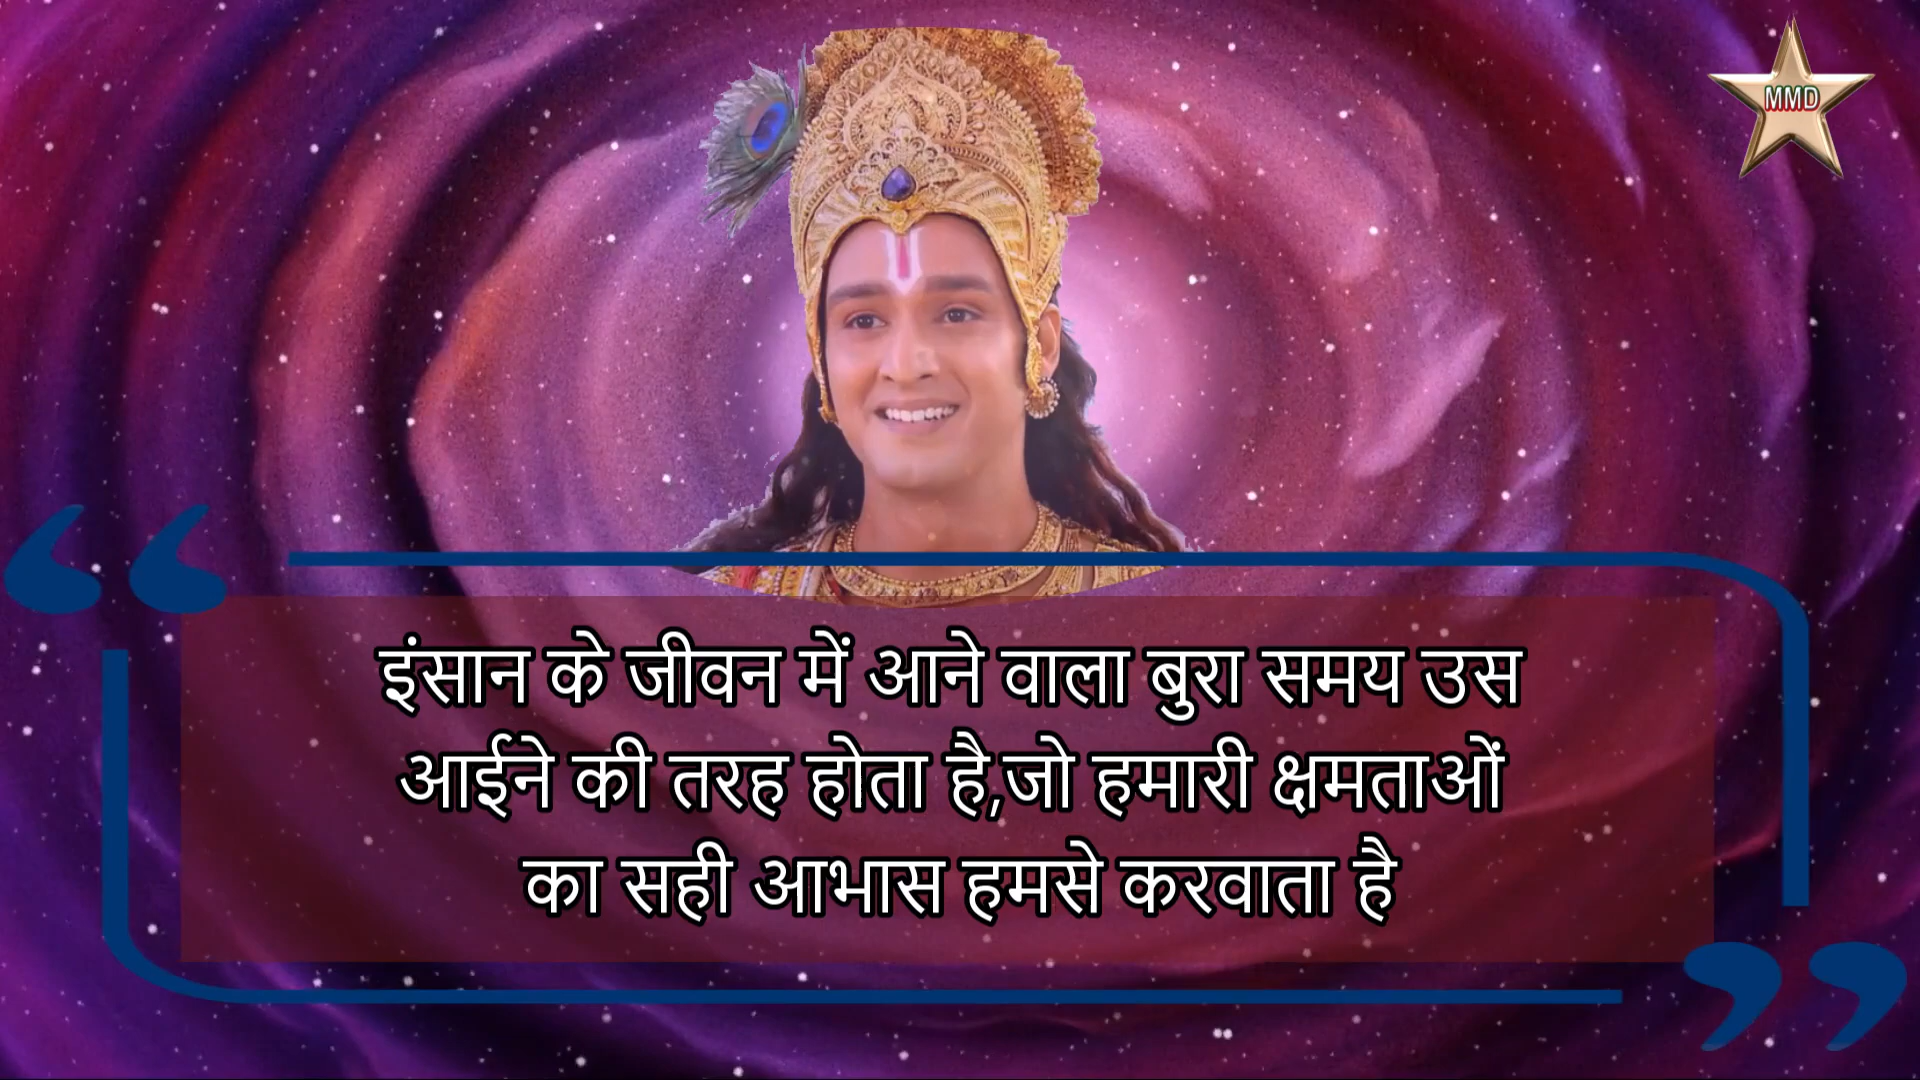 MMD
इंसान के जीवन में आने वाला बुरा समय उस
आईने की तरह होता है,जो हमारी क्षमताओं
का सही आभास हमसे करवाता है